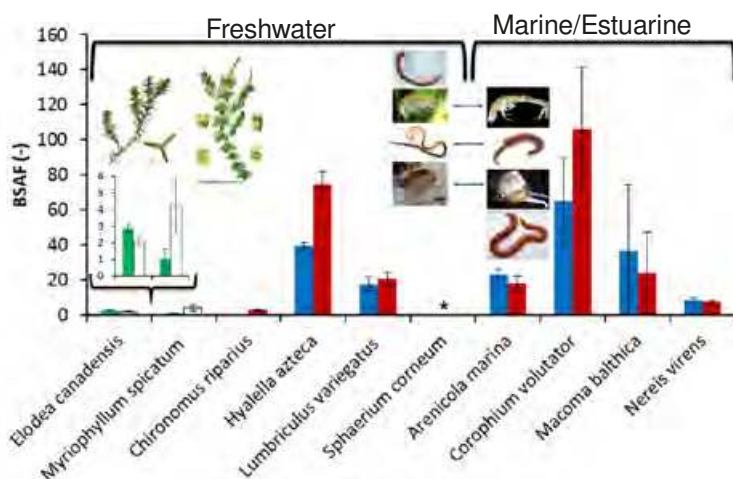 Freshwater
Marine/Estuarine
BSAF (-)
160
140
120
100
80
60
40
20
0
6
5
4
3
2
1
0
*
Elodea canadensis
Myriophyllum spicatum
Chironomus riparius
Hyalella azteca
Lumbriculus variegatus
Sphaerium corneum
Arenicola marina
Corophium volutator
Macoma balthica
Nereis virens